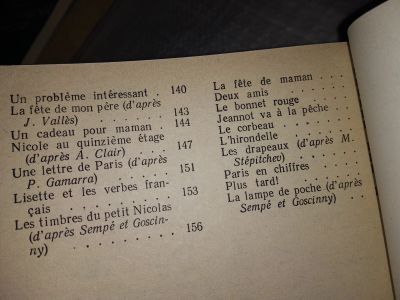 Un problème intéressant . 140
La fête de mon père (d'après
J. Vallès) . . . . . . 143
Un cadeau pour maman . 144
Nicole au quinzième étage
(d'après A. Clair) . . . 147
Une lettre de Paris (d'après
P. Gamarra) . . . . . 151
Lisette et les verbes fran-
çais . . . . . . . . 153
Les timbres du petit Nicolas
(d'après Sempé et Goscin-
ny) . . . . . . . . 156
La fête de maman . . .
Deux amis . . . . .
Le bonnet rouge . . . .
Jeannot va à la pêche . .
Le corbeau . . . . .
L'hirondelle . . . . .
Les drapeaux (d'après M.
Stépitchev) . . . . .
Paris en chiffres . . . .
Plus tard! . . . . .
La lampe de poche (d'après
Sempé et Goscinny) . .